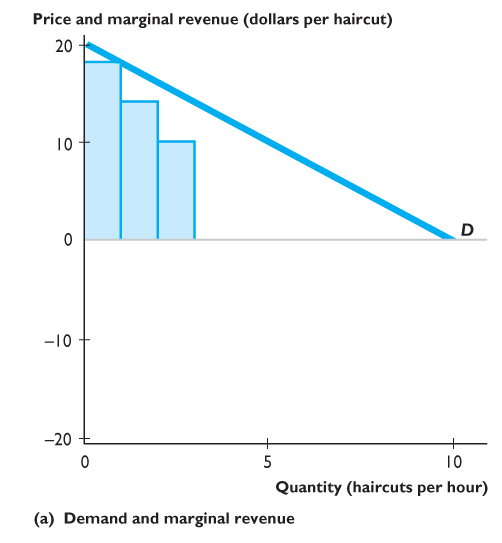 Price and marginal revenue (dollars per haircut)
20
10
0
D
–10
–20
0 5 10
Quantity (haircuts per hour)
(a) Demand and marginal revenue